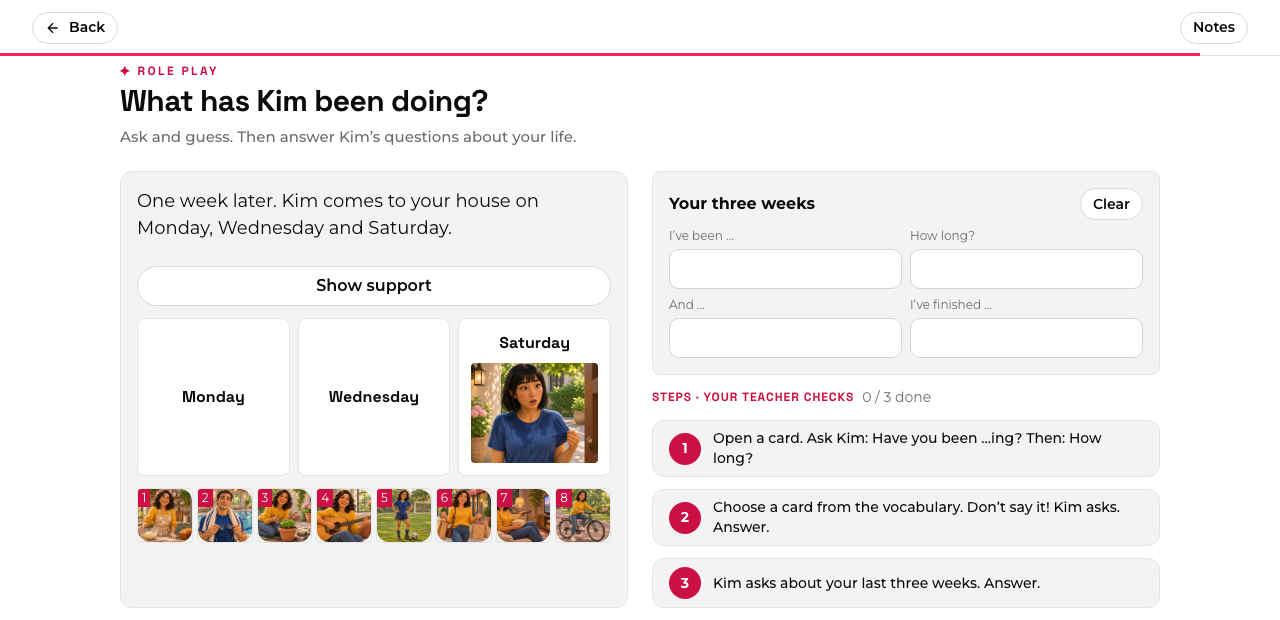 Back
Notes
ROLE PLAY
What has Kim been doing?
Ask and guess. Then answer Kim's questions about your life.
One week later. Kim comes to your house on
Monday, Wednesday and Saturday.
Show support
Monday
Wednesday
Saturday
1
2
3
4
5
6
7
8
Your three weeks
Clear
I've been ...
How long?
And ...
I've finished ...
STEPS · YOUR TEACHER CHECKS 0 / 3 done
1
Open a card. Ask Kim: Have you been ...ing? Then: How
long?
2
Choose a card from the vocabulary. Don't say it! Kim asks.
Answer.
3
Kim asks about your last three weeks. Answer.